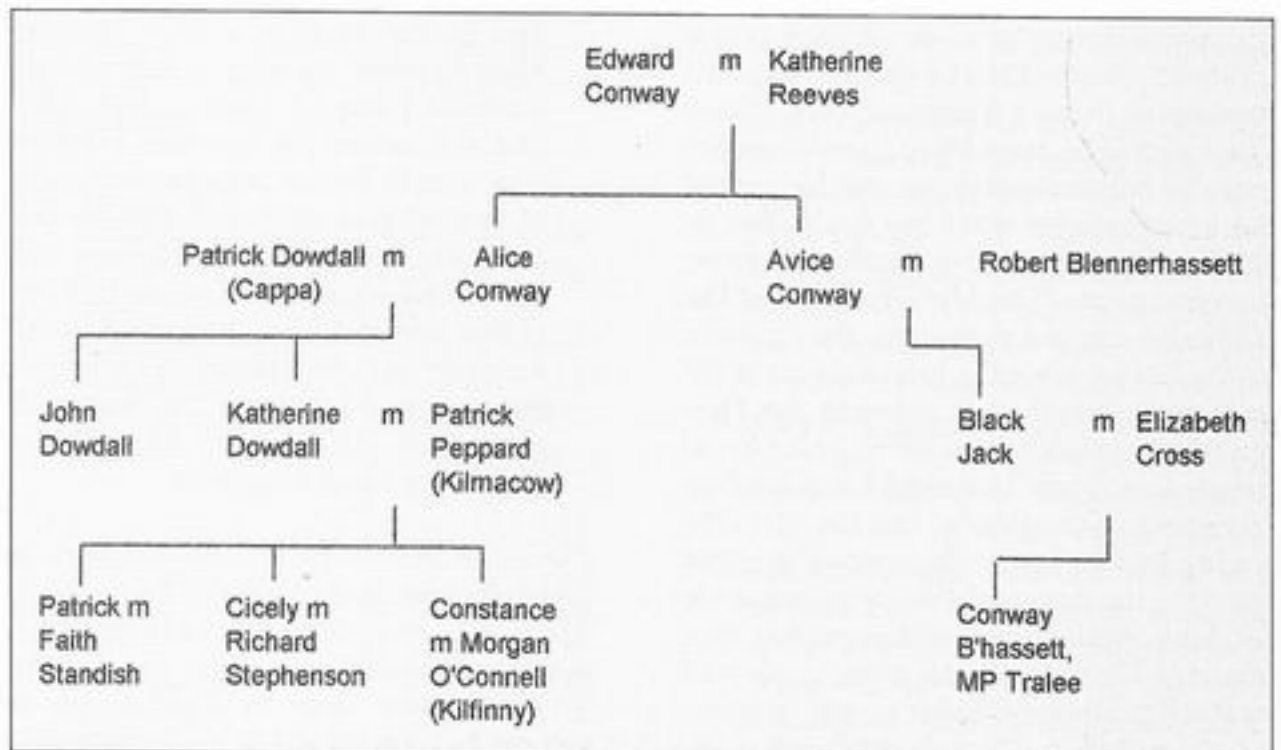 Edward m Katherine
Conway Reeves
Patrick Dowdall m Alice Avice m Robert Blennerhassett
(Cappa) Conway Conway
John Katherine m Patrick Black m Elizabeth
Dowdall Dowdall Peppard Jack Cross
(Kilmacow)
Patrick m Cicely m Constance Conway
Faith Richard m Morgan B'hassett,
Standish Stephenson O'Connell MP Tralee
(Kilfinny)